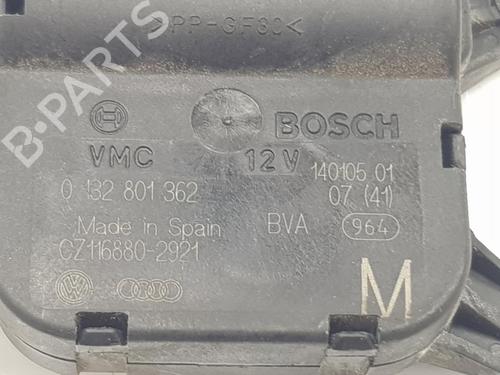 >PP-GF30<
BOSCH
VMC 12V
0 132 801 362
140105 01
07 (41)
Made in Spain
BVA 964
CZ116880-2921
M
B-PARTS